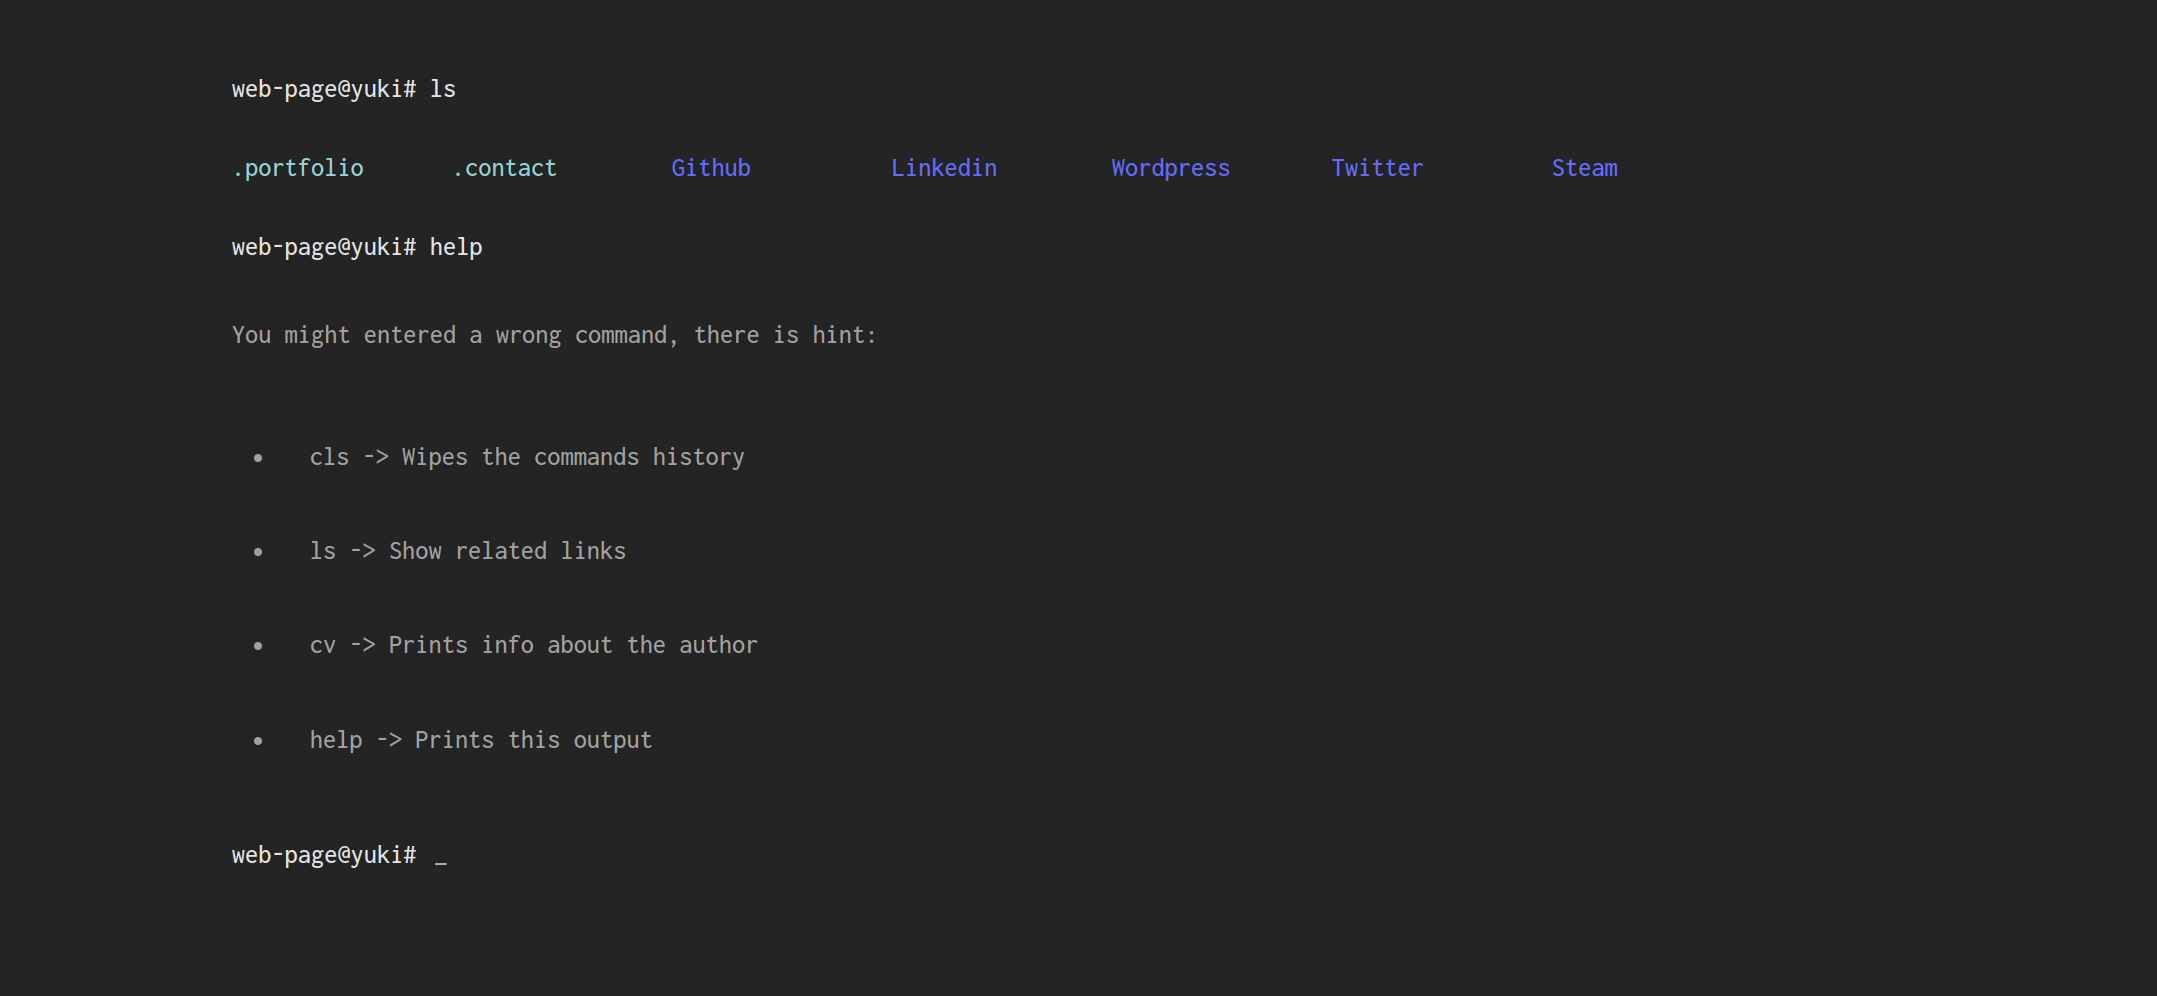 web-page@yuki# ls
.portfolio .contact Github Linkedin Wordpress Twitter Steam
web-page@yuki# help
You might entered a wrong command, there is hint:
• cls -> Wipes the commands history
• ls -> Show related links
• cv -> Prints info about the author
• help -> Prints this output
web-page@yuki# _